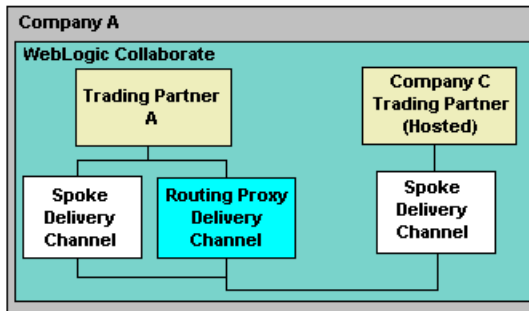 Company A
WebLogic Collaborate
Trading Partner
A
Company C
Trading Partner
(Hosted)
Spoke
Delivery
Channel
Routing Proxy
Delivery
Channel
Spoke
Delivery
Channel